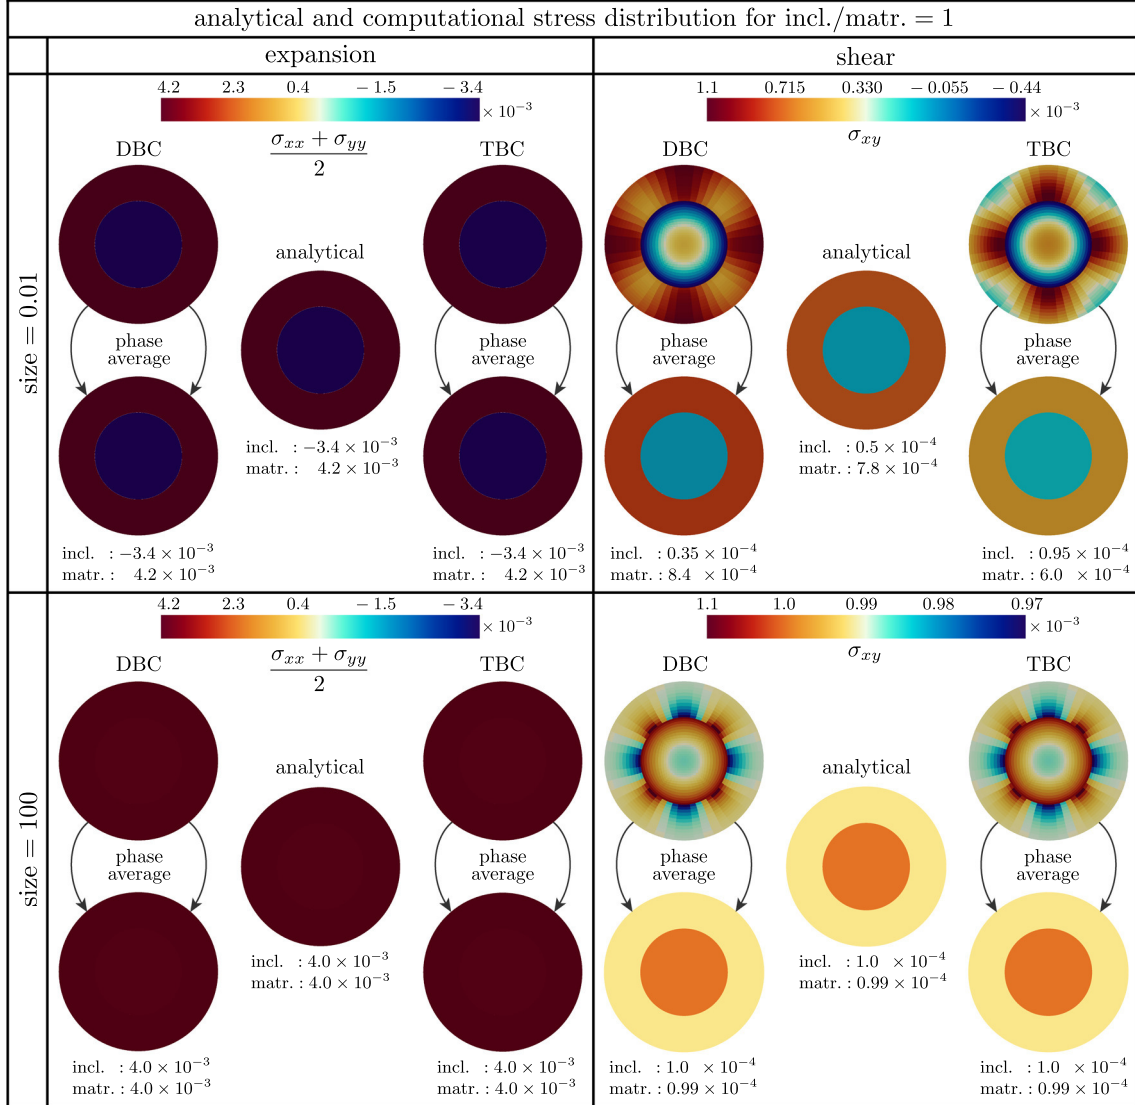 analytical and computational stress distribution for incl./matr. = 1
expansion
shear
size = 0.01
4.2 2.3 0.4 − 1.5 − 3.4
× 10⁻³
σxx + σyy
2
DBC
TBC
analytical
phase
average
phase
average
incl. : −3.4 × 10⁻³
matr. : 4.2 × 10⁻³
incl. : −3.4 × 10⁻³
matr. : 4.2 × 10⁻³
incl. : −3.4 × 10⁻³
matr. : 4.2 × 10⁻³
1.1 0.715 0.330 − 0.055 − 0.44
× 10⁻³
σxy
DBC
TBC
analytical
phase
average
phase
average
incl. : 0.5 × 10⁻⁴
matr. : 7.8 × 10⁻⁴
incl. : 0.35 × 10⁻⁴
matr. : 8.4 × 10⁻⁴
incl. : 0.95 × 10⁻⁴
matr. : 6.0 × 10⁻⁴
size = 100
4.2 2.3 0.4 − 1.5 − 3.4
× 10⁻³
σxx + σyy
2
DBC
TBC
analytical
phase
average
phase
average
incl. : 4.0 × 10⁻³
matr. : 4.0 × 10⁻³
incl. : 4.0 × 10⁻³
matr. : 4.0 × 10⁻³
incl. : 4.0 × 10⁻³
matr. : 4.0 × 10⁻³
1.1 1.0 0.99 0.98 0.97
× 10⁻³
σxy
DBC
TBC
analytical
phase
average
phase
average
incl. : 1.0 × 10⁻⁴
matr. : 0.99 × 10⁻⁴
incl. : 1.0 × 10⁻⁴
matr. : 0.99 × 10⁻⁴
incl. : 1.0 × 10⁻⁴
matr. : 0.99 × 10⁻⁴